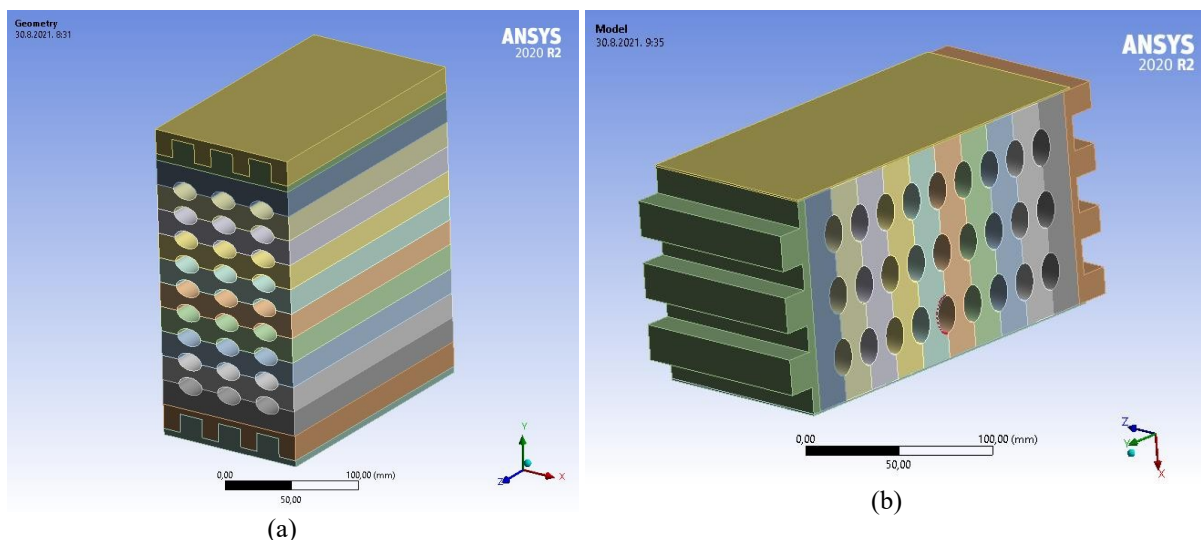 Geometry
30.8.2021. 8:31
ANSYS
2020 R2
0,00
100,00 (mm)
50,00
Y
Z
X
(a)
Model
30.8.2021. 9:35
ANSYS
2020 R2
0,00
100,00 (mm)
50,00
Z
Y
X
(b)